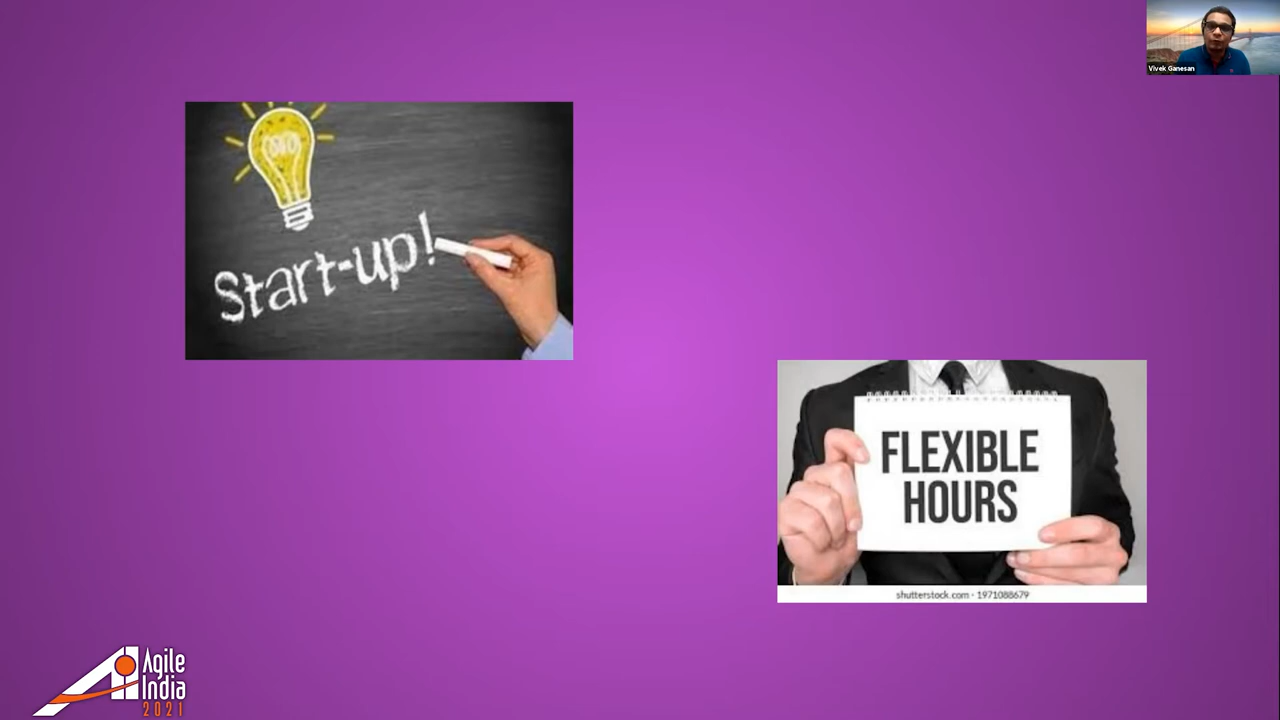 Vivek Ganesan
Start-up!
FLEXIBLE
HOURS
shutterstock.com · 1971088679
Agile
India
2021